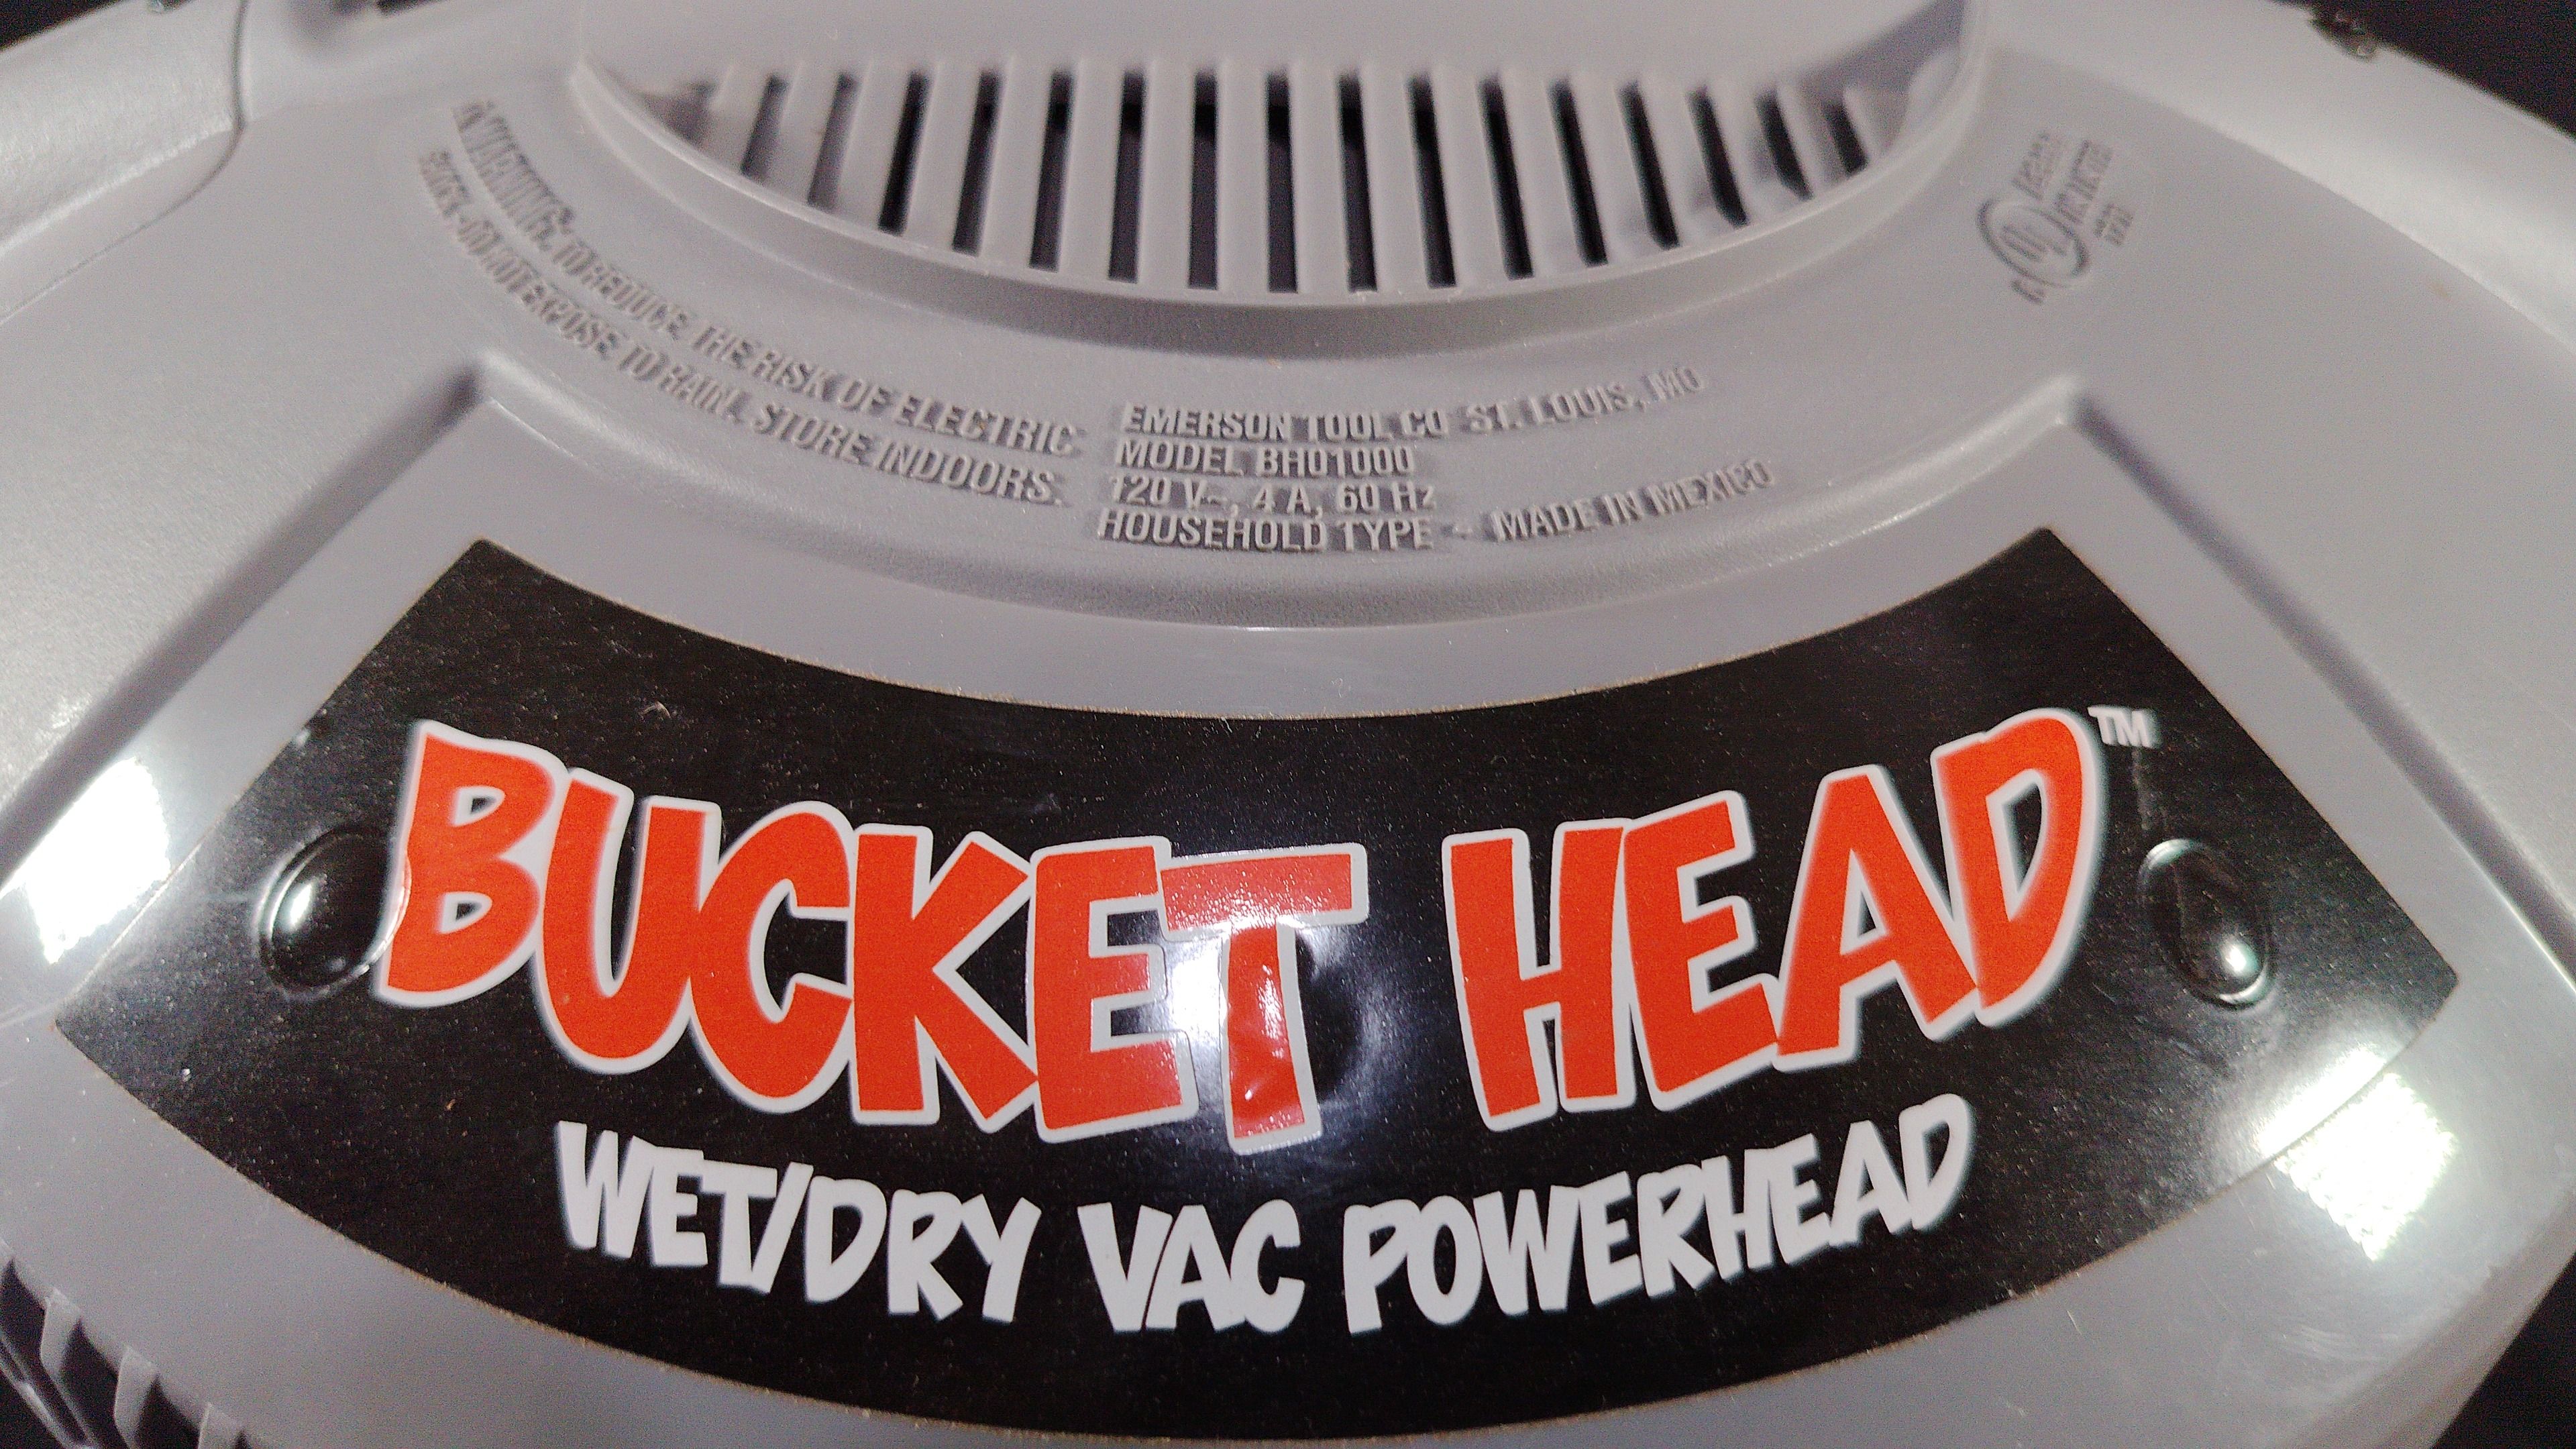 ⚠WARNING: TO REDUCE THE RISK OF ELECTRIC
SHOCK - DO NOT EXPOSE TO RAIN. STORE INDOORS.
EMERSON TOOL CO ST. LOUIS, MO
MODEL BH01000
120 V~, 4 A, 60 Hz
HOUSEHOLD TYPE - MADE IN MEXICO
UL
BUCKET HEAD™
WET/DRY VAC POWERHEAD